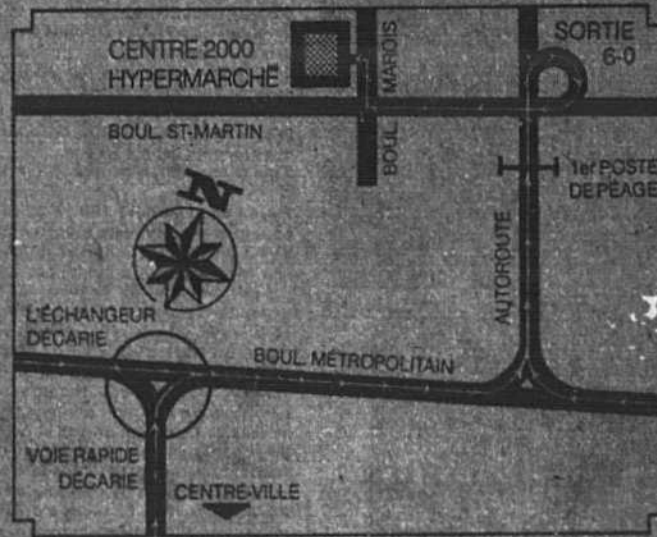 CENTRE 2000
HYPERMARCHÉ
BOUL. ST-MARTIN
BOUL. MAROIS
SORTIE
6-0
1er POSTE
DE PÉAGE
N
AUTOROUTE
L'ÉCHANGEUR
DÉCARIE
BOUL. MÉTROPOLITAIN
VOIE RAPIDE
DÉCARIE
CENTRE-VILLE